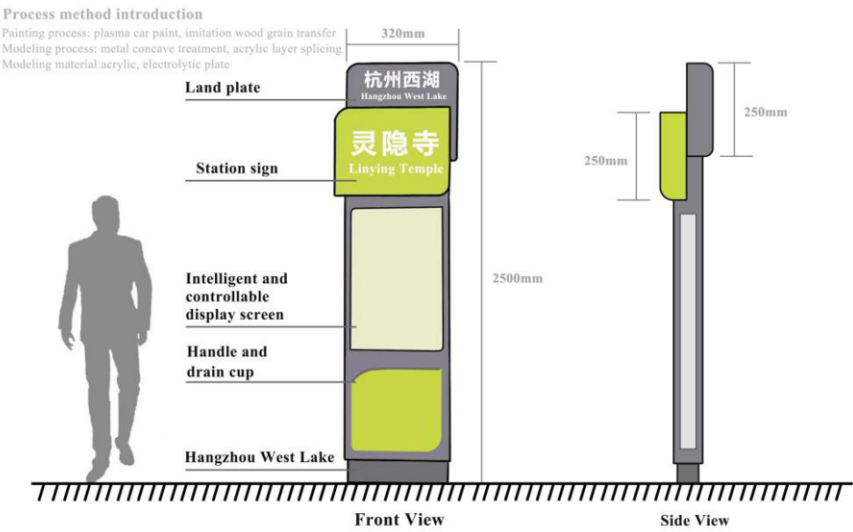 Process method introduction
Painting process: plasma car paint, imitation wood grain transfer
Modeling process: metal concave treatment, acrylic layer splicing
Modeling material:acrylic, electrolytic plate
320mm
Land plate
杭州西湖
Hangzhou West Lake
250mm
灵隐寺
Linying Temple
Station sign
250mm
2500mm
Intelligent and
controllable
display screen
Handle and
drain cup
Hangzhou West Lake
Front View
Side View